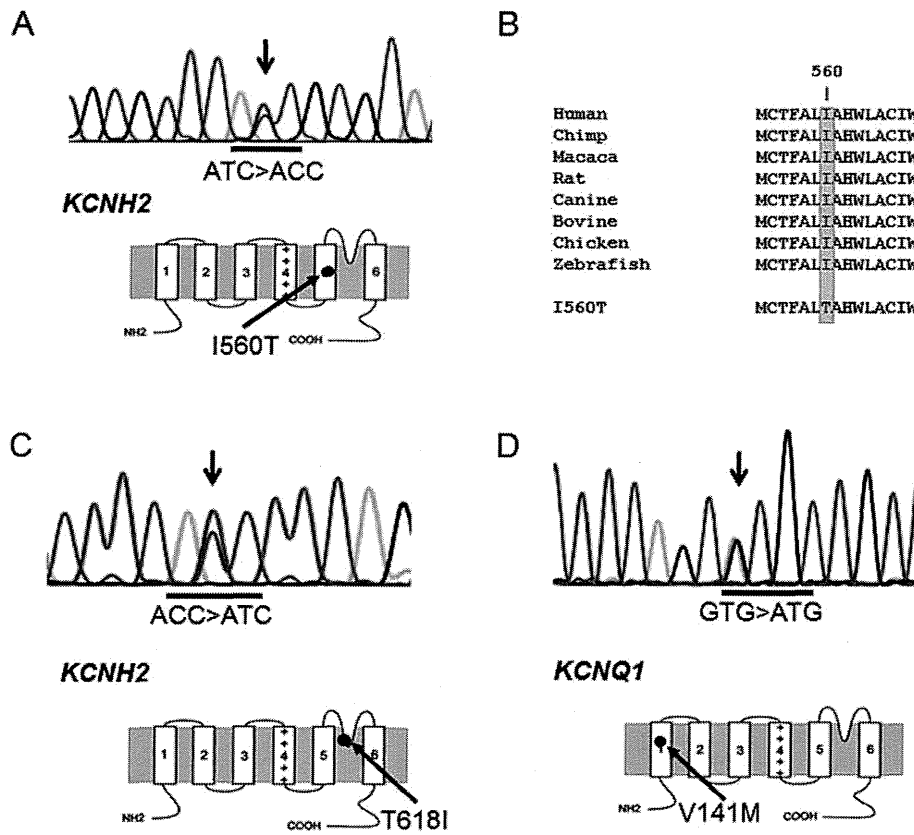 A
ATC>ACC
KCNH2
1 2 3 4 6
++++
NH2
COOH
I560T
B
560
Human MCTFALIAHWLACIW
Chimp MCTFALIAHWLACIW
Macaca MCTFALIAHWLACIW
Rat MCTFALIAHWLACIW
Canine MCTFALIAHWLACIW
Bovine MCTFALIAHWLACIW
Chicken MCTFALIAHWLACIW
Zebrafish MCTFALIAHWLACIW
I560T MCTFALTAHWLACIW
C
ACC>ATC
KCNH2
1 2 3 4 5 6
++++
NH2
COOH
T618I
D
GTG>ATG
KCNQ1
2 3 4 5 6
++++
NH2
COOH
V141M